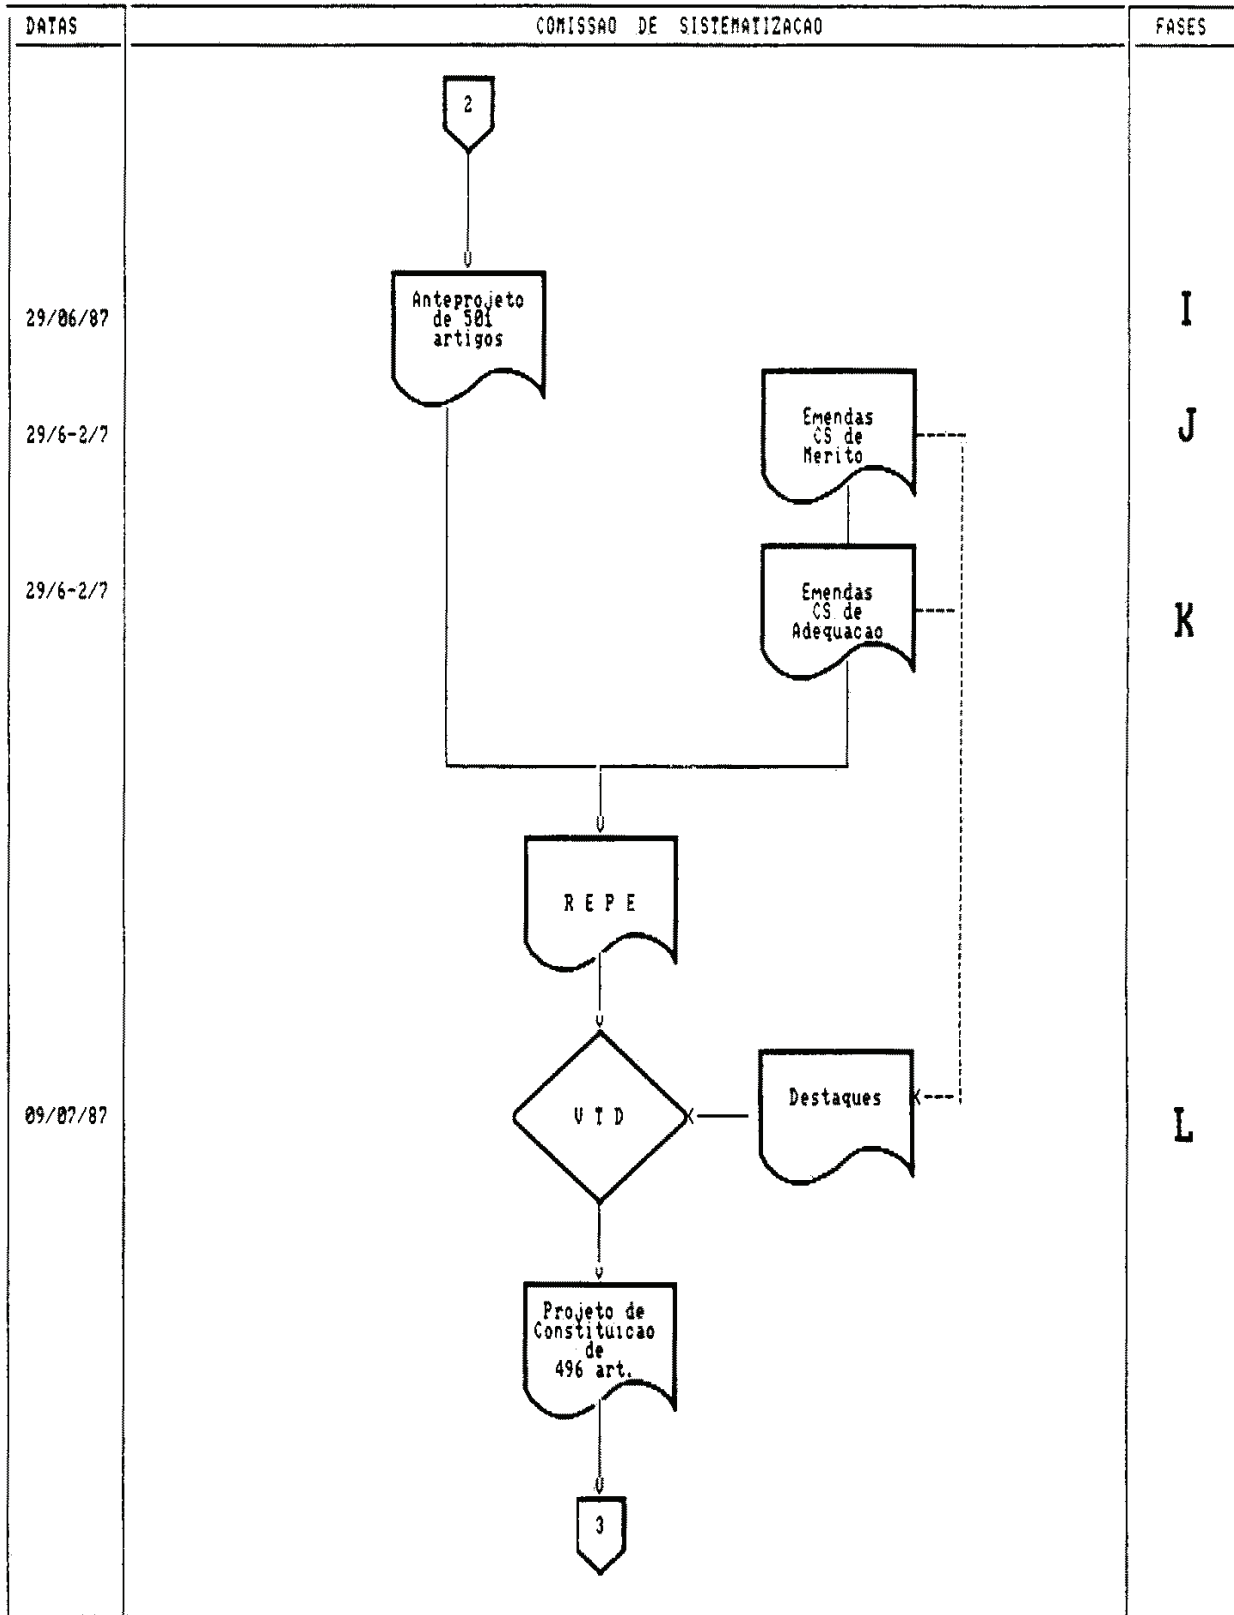 DATAS
COMISSAO DE SISTEMATIZACAO
FASES
2
29/06/87
Anteprojeto
de 501
artigos
I
29/6-2/7
Emendas
CS de
Merito
J
29/6-2/7
Emendas
CS de
Adequacao
K
R E P E
09/07/87
V T D
Destaques
L
Projeto de
Constituicao
de
496 art.
3